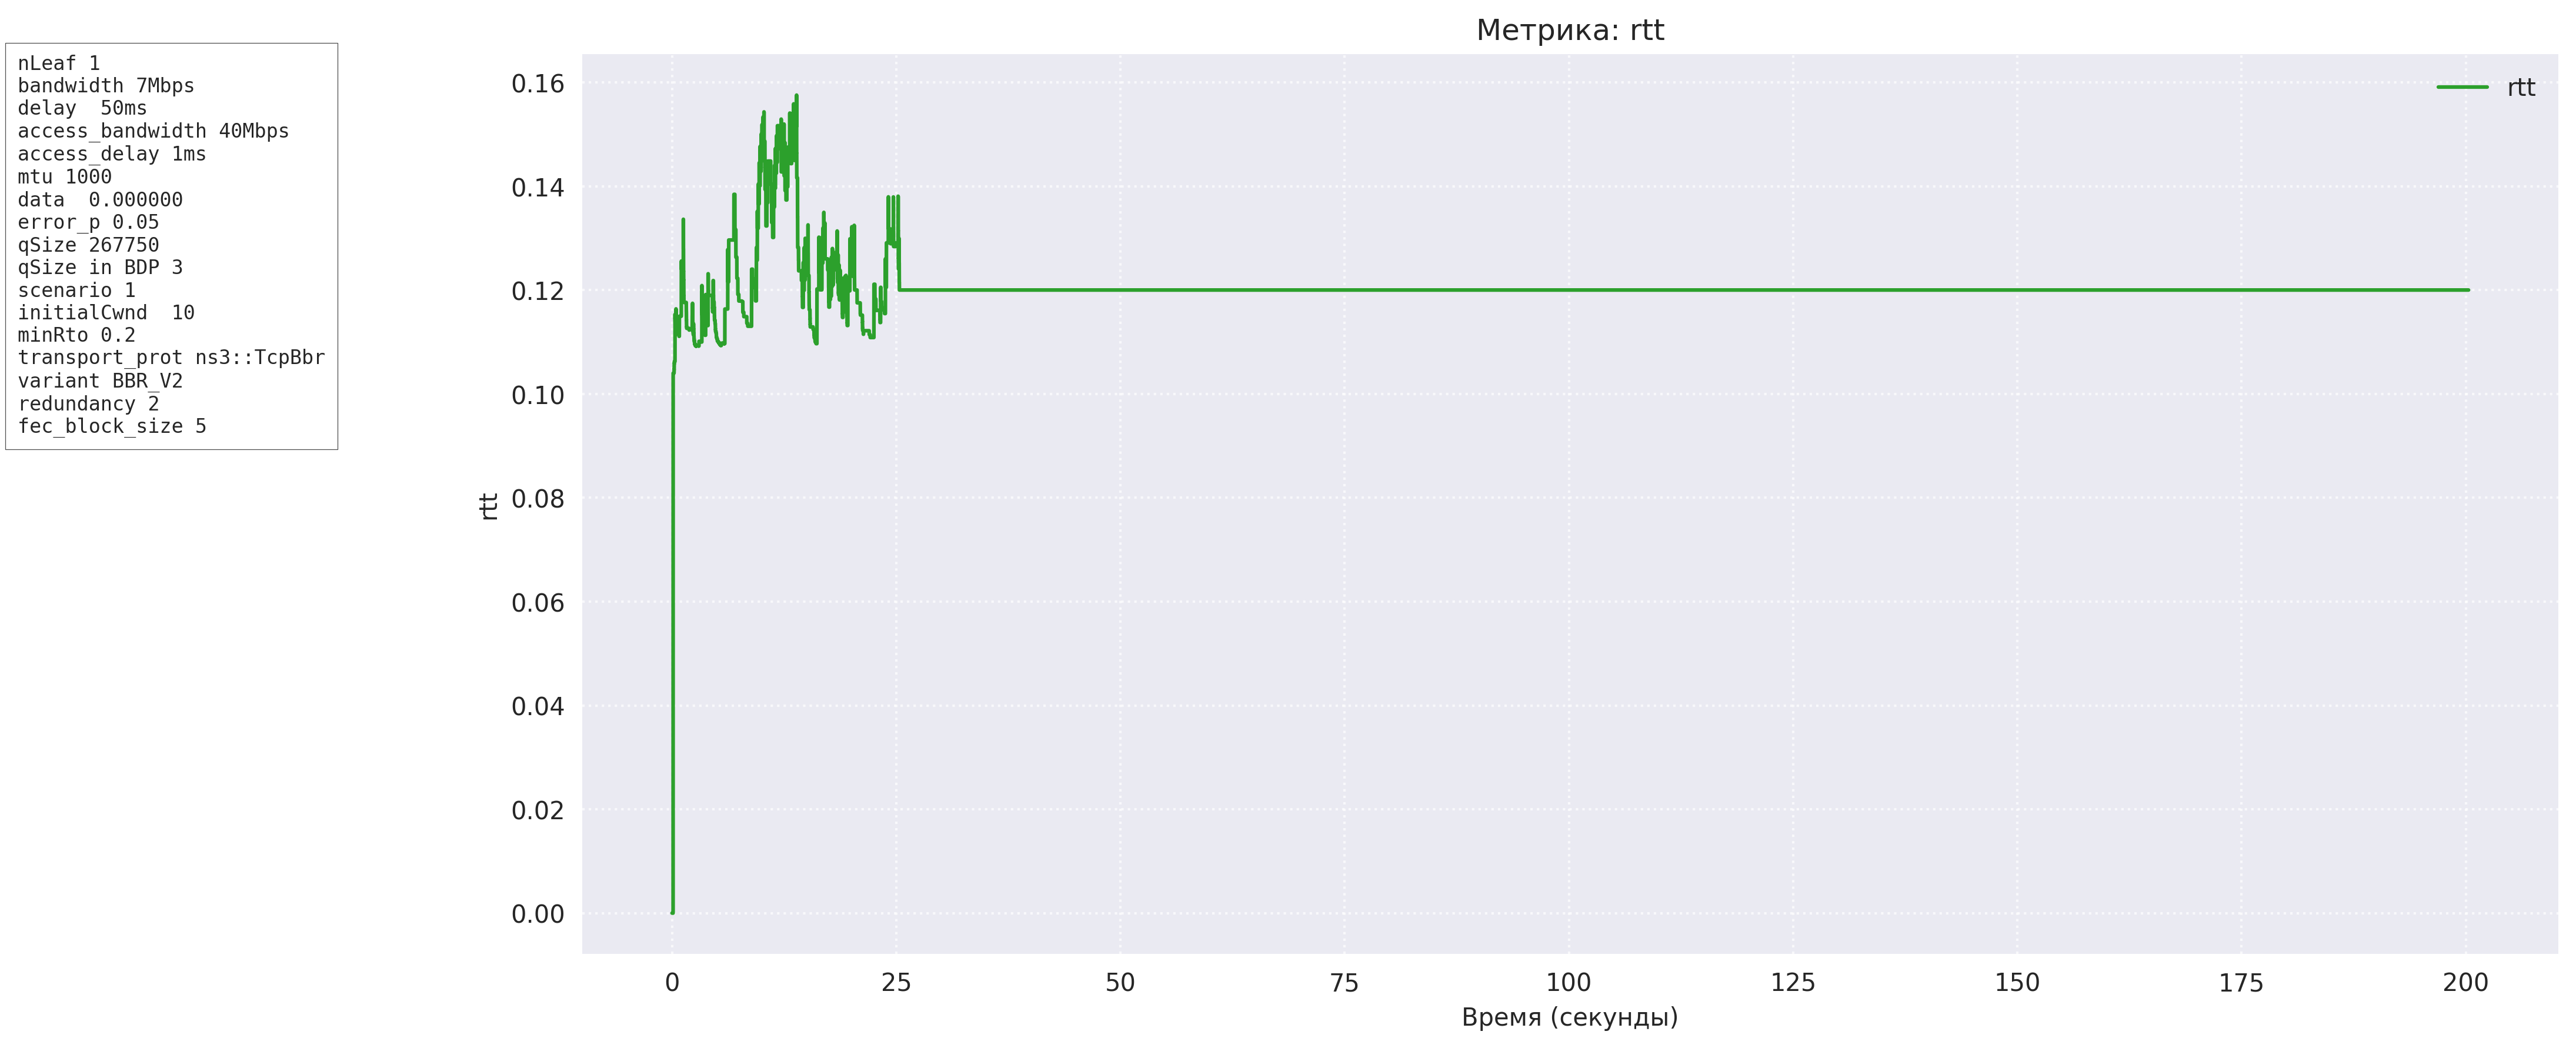 Метрика: rtt
nLeaf 1
bandwidth 7Mbps
delay  50ms
access_bandwidth 40Mbps
access_delay 1ms
mtu 1000
data  0.000000
error_p 0.05
qSize 267750
qSize in BDP 3
scenario 1
initialCwnd  10
minRto 0.2
transport_prot ns3::TcpBbr
variant BBR_V2
redundancy 2
fec_block_size 5
rtt
0.16
0.14
0.12
0.10
0.08
0.06
0.04
0.02
0.00
rtt
0 25 50 75 100 125 150 175 200
Время (секунды)